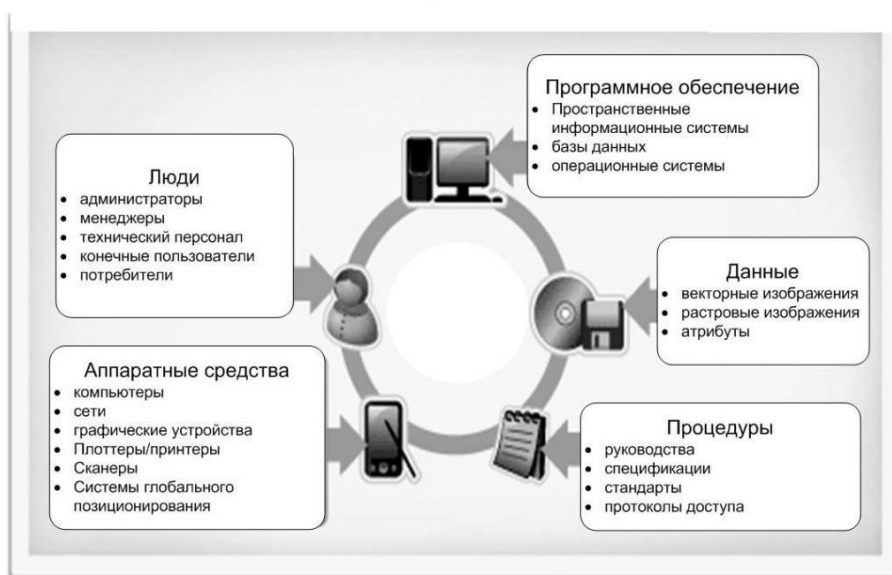 Программное обеспечение
• Пространственные
информационные системы
• базы данных
• операционные системы
Люди
• администраторы
• менеджеры
• технический персонал
• конечные пользователи
• потребители
Данные
• векторные изображения
• растровые изображения
• атрибуты
Аппаратные средства
• компьютеры
• сети
• графические устройства
• Плоттеры/принтеры
• Сканеры
• Системы глобального
позиционирования
Процедуры
• руководства
• спецификации
• стандарты
• протоколы доступа